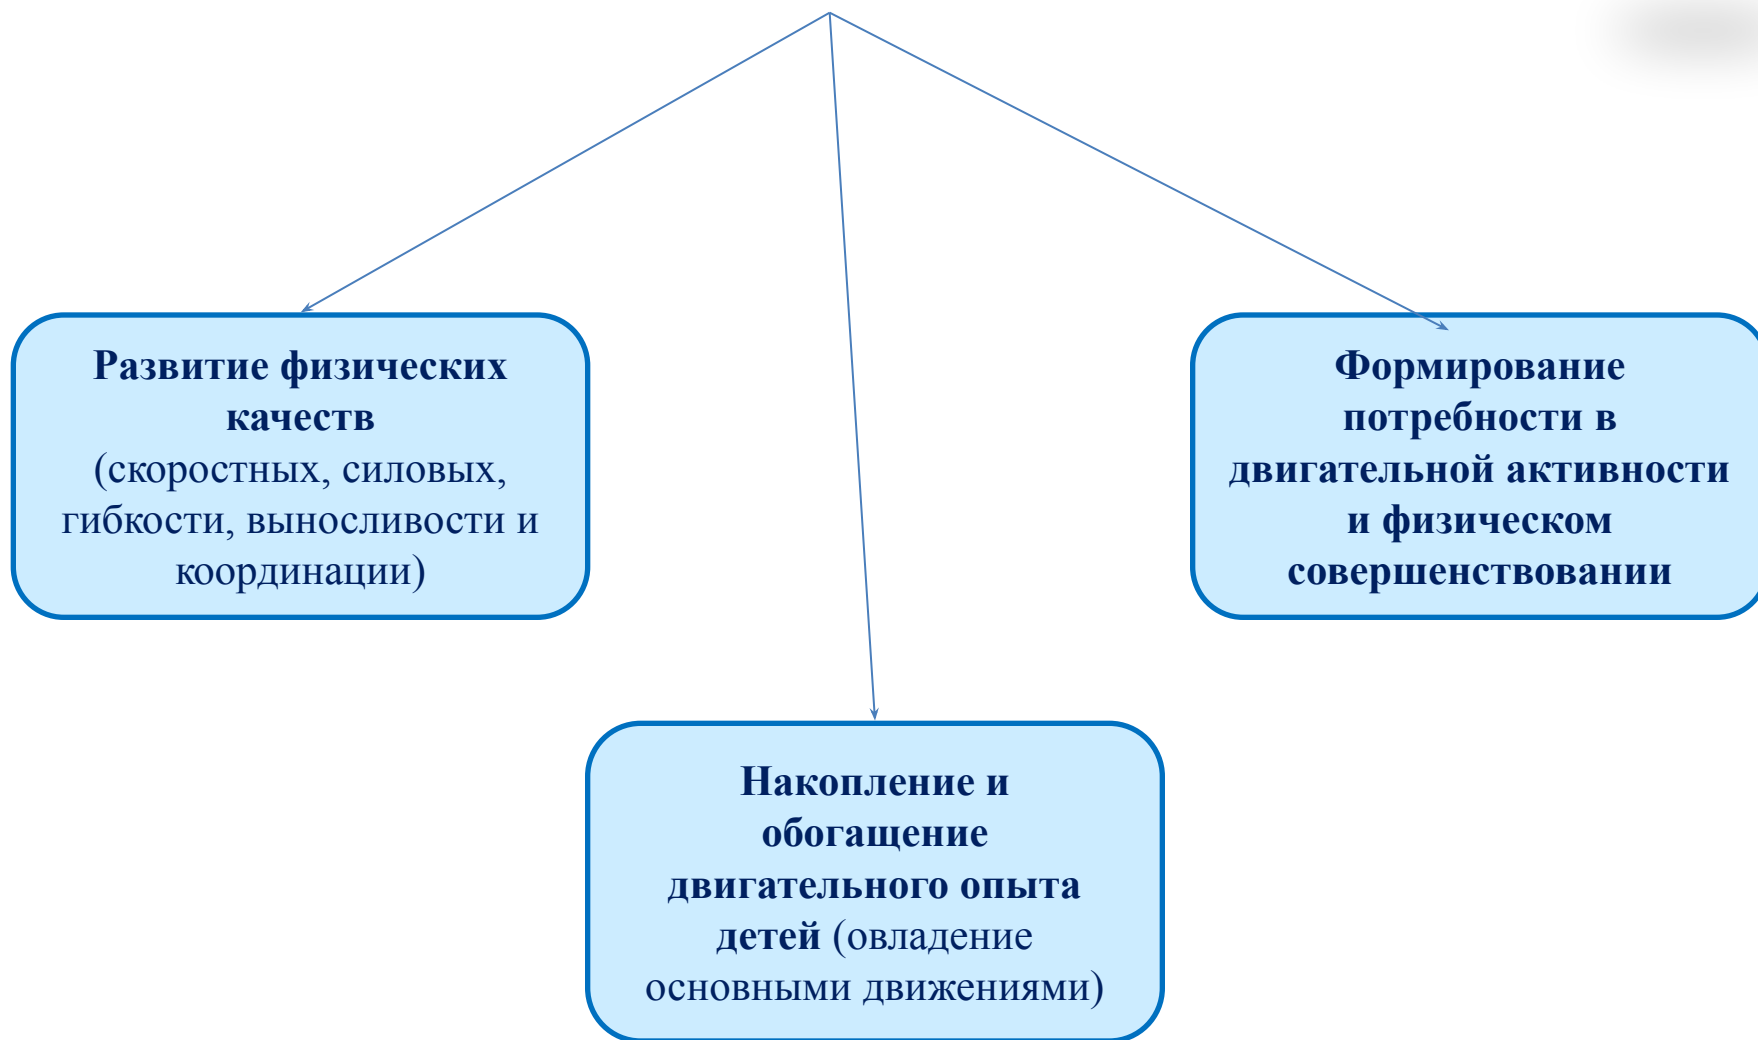 Развитие физических
качеств
(скоростных, силовых,
гибкости, выносливости и
координации)
Формирование
потребности в
двигательной активности
и физическом
совершенствовании
Накопление и
обогащение
двигательного опыта
детей (овладение
основными движениями)